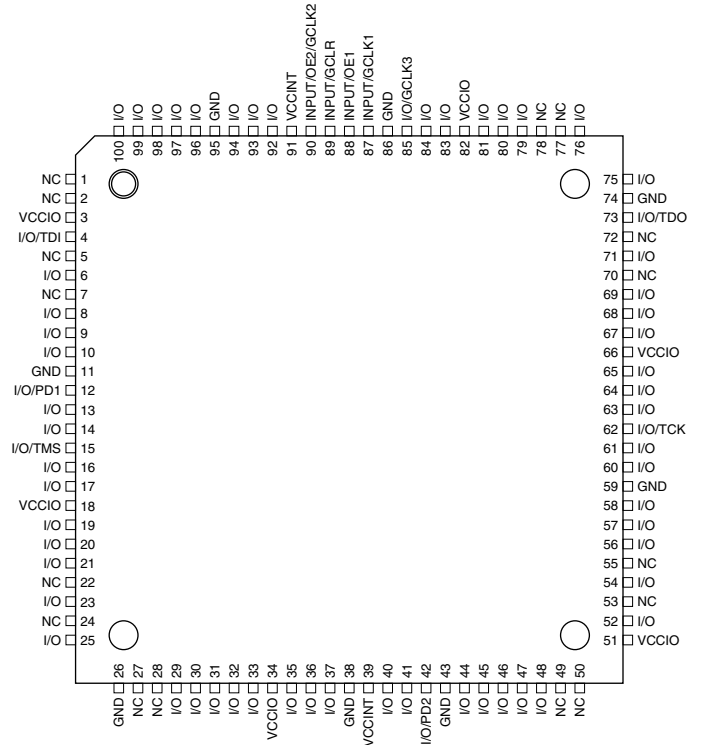 I/O
I/O
I/O
I/O
I/O
GND
I/O
I/O
I/O
VCCINT
INPUT/OE2/GCLK2
INPUT/GCLR
INPUT/OE1
INPUT/GCLK1
GND
I/O/GCLK3
I/O
I/O
VCCIO
I/O
I/O
I/O
NC
NC
I/O
100
99
98
97
96
95
94
93
92
91
90
89
88
87
86
85
84
83
82
81
80
79
78
77
76
NC 1 75 I/O
NC 2 74 GND
VCCIO 3 73 I/O/TDO
I/O/TDI 4 72 NC
NC 5 71 I/O
I/O 6 70 NC
NC 7 69 I/O
I/O 8 68 I/O
I/O 9 67 I/O
I/O 10 66 VCCIO
GND 11 65 I/O
I/O/PD1 12 64 I/O
I/O 13 63 I/O
I/O 14 62 I/O/TCK
I/O/TMS 15 61 I/O
I/O 16 60 I/O
I/O 17 59 GND
VCCIO 18 58 I/O
I/O 19 57 I/O
I/O 20 56 I/O
I/O 21 55 NC
NC 22 54 I/O
I/O 23 53 NC
NC 24 52 I/O
I/O 25 51 VCCIO
26
27
28
29
30
31
32
33
34
35
36
37
38
39
40
41
42
43
44
45
46
47
48
49
50
GND
NC
NC
I/O
I/O
I/O
I/O
I/O
VCCIO
I/O
I/O
I/O
GND
VCCINT
I/O
I/O
I/O/PD2
GND
I/O
I/O
I/O
I/O
I/O
NC
NC